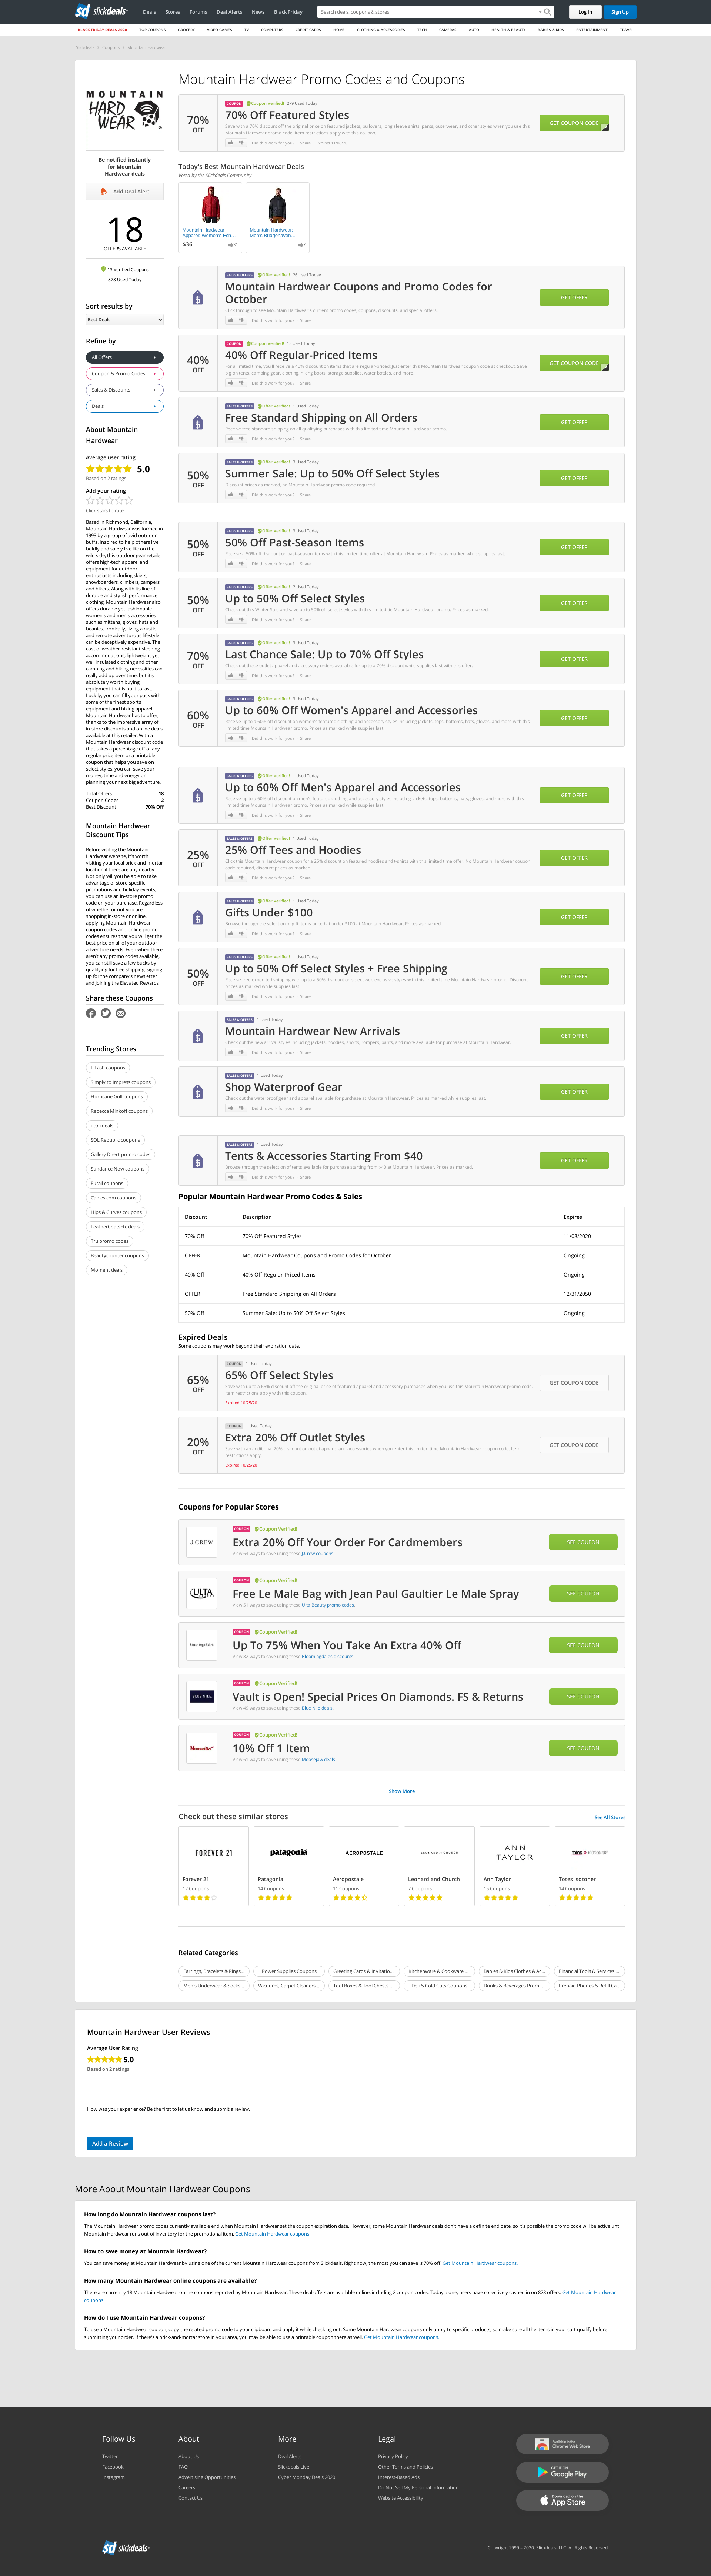 slickdeals
Deals Stores Forums Deal Alerts News Black Friday
Search deals, coupons & stores
Log In Sign Up
BLACK FRIDAY DEALS 2020 TOP COUPONS GROCERY VIDEO GAMES TV COMPUTERS CREDIT CARDS HOME CLOTHING & ACCESSORIES TECH CAMERAS AUTO HEALTH & BEAUTY BABIES & KIDS ENTERTAINMENT TRAVEL
Slickdeals > Coupons > Mountain Hardwear
MOUNTAIN HARD WEAR
Be notified instantly
for Mountain
Hardwear deals
Add Deal Alert
18
OFFERS AVAILABLE
13 Verified Coupons
878 Used Today
Sort results by
Best Deals
Refine by
All Offers +
Coupon & Promo Codes +
Sales & Discounts +
Deals +
About Mountain
Hardwear
Average user rating
5.0
Based on 2 ratings
Add your rating
Click stars to rate
Based in Richmond, California,
Mountain Hardwear was formed in
1993 by a group of avid outdoor
buffs. Inspired to help others live
boldly and safely live life on the
wild side, this outdoor gear retailer
offers high-tech apparel and
equipment for outdoor
enthusiasts including skiers,
snowboarders, climbers, campers
and hikers. Along with its line of
durable and stylish performance
clothing, Mountain Hardwear also
offers durable yet fashionable
women's and men's accessories
such as mittens, gloves, hats and
beanies. Ironically, living a rustic
and remote adventurous lifestyle
can be deceptively expensive. The
cost of weather-resistant sleeping
accommodations, lightweight yet
well insulated clothing and other
camping and hiking necessities can
really add up over time, but it's
absolutely worth buying
equipment that is built to last.
Luckily, you can fill your pack with
some of the finest sports
equipment and hiking apparel
Mountain Hardwear has to offer,
thanks to the impressive array of
in-store discounts and online deals
available at this retailer. With a
Mountain Hardwear discount code
that takes a percentage off of any
regular price item or a printable
coupon that helps you save on
select styles, you can save your
money, time and energy on
planning your next big adventure.
Total Offers 18
Coupon Codes 2
Best Discount 70% Off
Mountain Hardwear
Discount Tips
Before visiting the Mountain
Hardwear website, it's worth
visiting your local brick-and-mortar
location if there are any nearby.
Not only will you be able to take
advantage of store-specific
promotions and holiday events,
you can use an in-store promo
code on your purchase. Regardless
of whether or not you are
shopping in-store or online,
applying Mountain Hardwear
coupon codes and online promo
codes ensures that you will get the
best price on all of your outdoor
adventure needs. Even when there
aren't any promo codes available,
you can still save a few bucks by
qualifying for free shipping, signing
up for the company's newsletter
and joining the Elevated Rewards
Share these Coupons
Trending Stores
LiLash coupons
Simply to Impress coupons
Hurricane Golf coupons
Rebecca Minkoff coupons
i-to-i deals
SOL Republic coupons
Gallery Direct promo codes
Sundance Now coupons
Eurail coupons
Cables.com coupons
Hips & Curves coupons
LeatherCoatsEtc deals
Tru promo codes
Beautycounter coupons
Moment deals
Mountain Hardwear Promo Codes and Coupons
COUPON Coupon Verified! 279 Used Today
70% OFF
70% Off Featured Styles
Save with a 70% discount off the original price on featured jackets, pullovers, long sleeve shirts, pants, outerwear, and other styles when you use this
Mountain Hardwear promo code. Item restrictions apply with this coupon.
Did this work for you? Share Expires 11/08/20
GET COUPON CODE
Today's Best Mountain Hardwear Deals
Voted by the Slickdeals Community
Mountain Hardwear
Apparel: Women's Ech...
$36 31
Mountain Hardwear:
Men's Bridgehaven ...
7
SALES & OFFERS Offer Verified! 26 Used Today
Mountain Hardwear Coupons and Promo Codes for
October
Click through to see Mountain Hardwear's current promo codes, coupons, discounts, and special offers.
Did this work for you? Share
GET OFFER
COUPON Coupon Verified! 15 Used Today
40% OFF
40% Off Regular-Priced Items
For a limited time, you'll receive a 40% discount on items that are regular-priced! Just enter this Mountain Hardwear coupon code at checkout. Save
big on tents, camping gear, clothing, hiking boots, storage supplies, water bottles, and more!
Did this work for you? Share
GET COUPON CODE
SALES & OFFERS Offer Verified! 1 Used Today
Free Standard Shipping on All Orders
Receive free standard shipping on all qualifying purchases with this limited time Mountain Hardwear promo.
Did this work for you? Share
GET OFFER
SALES & OFFERS Offer Verified! 3 Used Today
50% OFF
Summer Sale: Up to 50% Off Select Styles
Discount prices as marked, no Mountain Hardwear promo code required.
Did this work for you? Share
GET OFFER
SALES & OFFERS Offer Verified! 3 Used Today
50% OFF
50% Off Past-Season Items
Receive a 50% off discount on past-season items with this limited time offer at Mountain Hardwear. Prices as marked while supplies last.
Did this work for you? Share
GET OFFER
SALES & OFFERS Offer Verified! 2 Used Today
50% OFF
Up to 50% Off Select Styles
Check out the Winter Sale and save up to 50% off select styles with this limited tie Mountain Hardwear promo. Prices as marked
Did this work for you? Share
GET OFFER
SALES & OFFERS Offer Verified! 3 Used Today
70% OFF
Last Chance Sale: Up to 70% Off Styles
Check out these outlet apparel and accessory orders available for up to a 70% discount while supplies last with this offer.
Did this work for you? Share
GET OFFER
SALES & OFFERS Offer Verified! 3 Used Today
60% OFF
Up to 60% Off Women's Apparel and Accessories
Receive up to a 60% off discount on women's featured clothing and accessory styles including jackets, tops, bottoms, hats, gloves, and more with this
limited time Mountain Hardwear promo. Prices as marked while supplies last.
Did this work for you? Share
GET OFFER
SALES & OFFERS Offer Verified! 1 Used Today
Up to 60% Off Men's Apparel and Accessories
Receive up to a 60% discount on men's featured clothing and accessory styles including jackets, tops, bottoms, hats, gloves, and more with this
limited time Mountain Hardwear promo. Prices as marked while supplies last.
Did this work for you? Share
GET OFFER
SALES & OFFERS Offer Verified! 1 Used Today
25% OFF
25% Off Tees and Hoodies
Click this Mountain Hardwear coupon for a 25% discount on featured hoodies and t-shirts with this limited time offer. No Mountain Hardwear coupon
code required; discount prices as marked.
Did this work for you? Share
GET OFFER
SALES & OFFERS Offer Verified! 1 Used Today
Gifts Under $100
Browse through the selection of gift items priced at under $100 at Mountain Hardwear. Prices as marked.
Did this work for you? Share
GET OFFER
SALES & OFFERS Offer Verified! 1 Used Today
50% OFF
Up to 50% Off Select Styles + Free Shipping
Receive free expedited shipping with up to a 50% discount on select web exclusive styles with this limited time Mountain Hardwear promo. Discount
prices as marked while supplies last.
Did this work for you? Share
GET OFFER
SALES & OFFERS 1 Used Today
Mountain Hardwear New Arrivals
Check out the new arrival styles including jackets, hoodies, shorts, rompers, pants, and more available for purchase at Mountain Hardwear.
Did this work for you? Share
GET OFFER
SALES & OFFERS 1 Used Today
Shop Waterproof Gear
Check out the waterproof gear and apparel available for purchase at Mountain Hardwear. Prices as marked while supplies last.
Did this work for you? Share
GET OFFER
SALES & OFFERS 1 Used Today
Tents & Accessories Starting From $40
Browse through the selection of tents available for purchase starting from $40 at Mountain Hardwear. Prices as marked.
Did this work for you? Share
GET OFFER
Popular Mountain Hardwear Promo Codes & Sales
Discount Description Expires
70% Off 70% Off Featured Styles 11/08/2020
OFFER Mountain Hardwear Coupons and Promo Codes for October Ongoing
40% Off 40% Off Regular-Priced Items Ongoing
OFFER Free Standard Shipping on All Orders 12/31/2050
50% Off Summer Sale: Up to 50% Off Select Styles Ongoing
Expired Deals
Some coupons may work beyond their expiration date.
COUPON 1 Used Today
65% OFF
65% Off Select Styles
Save with up to a 65% discount off the original price of featured apparel and accessory purchases when you use this Mountain Hardwear promo code.
Item restrictions apply with this coupon.
Expired 10/25/20
GET COUPON CODE
COUPON 1 Used Today
20% OFF
Extra 20% Off Outlet Styles
Save with an additional 20% discount on outlet apparel and accessories when you enter this limited time Mountain Hardwear coupon code. Item
restrictions apply.
Expired 10/25/20
GET COUPON CODE
Coupons for Popular Stores
J.CREW
COUPON Coupon Verified!
Extra 20% Off Your Order For Cardmembers
View 64 ways to save using these J.Crew coupons.
SEE COUPON
ULTA
COUPON Coupon Verified!
Free Le Male Bag with Jean Paul Gaultier Le Male Spray
View 51 ways to save using these Ulta Beauty promo codes.
SEE COUPON
bloomingdales
COUPON Coupon Verified!
Up To 75% When You Take An Extra 40% Off
View 82 ways to save using these Bloomingdales discounts.
SEE COUPON
BLUE NILE
COUPON Coupon Verified!
Vault is Open! Special Prices On Diamonds. FS & Returns
View 49 ways to save using these Blue Nile deals.
SEE COUPON
Moosejaw
COUPON Coupon Verified!
10% Off 1 Item
View 61 ways to save using these Moosejaw deals.
SEE COUPON
Show More
Check out these similar stores See All Stores
FOREVER 21 patagonia AÉROPOSTALE LEONARD & CHURCH ANN TAYLOR totes isotoner
Forever 21 Patagonia Aeropostale Leonard and Church Ann Taylor Totes Isotoner
12 Coupons 14 Coupons 11 Coupons 7 Coupons 15 Coupons 14 Coupons
Related Categories
Earrings, Bracelets & Rings... Power Supplies Coupons Greeting Cards & Invitatio... Kitchenware & Cookware ... Babies & Kids Clothes & Ac... Financial Tools & Services ...
Men's Underwear & Socks... Vacuums, Carpet Cleaners... Tool Boxes & Tool Chests ... Deli & Cold Cuts Coupons Drinks & Beverages Prom... Prepaid Phones & Refill Ca...
Mountain Hardwear User Reviews
Average User Rating
5.0
Based on 2 ratings
How was your experience? Be the first to let us know and submit a review.
Add a Review
More About Mountain Hardwear Coupons
How long do Mountain Hardwear coupons last?
The Mountain Hardwear promo codes currently available end when Mountain Hardwear set the coupon expiration date. However, some Mountain Hardwear deals don't have a definite end date, so it's possible the promo code will be active until
Mountain Hardwear runs out of inventory for the promotional item. Get Mountain Hardwear coupons.
How to save money at Mountain Hardwear?
You can save money at Mountain Hardwear by using one of the current Mountain Hardwear coupons from Slickdeals. Right now, the most you can save is 70% off. Get Mountain Hardwear coupons.
How many Mountain Hardwear online coupons are available?
There are currently 18 Mountain Hardwear online coupons reported by Mountain Hardwear. These deal offers are available online, including 2 coupon codes. Today alone, users have collectively cashed in on 878 offers. Get Mountain Hardwear
coupons.
How do I use Mountain Hardwear coupons?
To use a Mountain Hardwear coupon, copy the related promo code to your clipboard and apply it while checking out. Some Mountain Hardwear coupons only apply to specific products, so make sure all the items in your cart qualify before
submitting your order. If there's a brick-and-mortar store in your area, you may be able to use a printable coupon there as well. Get Mountain Hardwear coupons.
Follow Us About More Legal
Twitter About Us Deal Alerts Privacy Policy
Facebook FAQ Slickdeals Live Other Terms and Policies
Instagram Advertising Opportunities Cyber Monday Deals 2020 Interest-Based Ads
Careers Do Not Sell My Personal Information
Contact Us Website Accessibility
Available in the
Chrome Web Store
GET IT ON
Google Play
Download on the
App Store
slickdeals
Copyright 1999 - 2020. Slickdeals, LLC. All Rights Reserved.